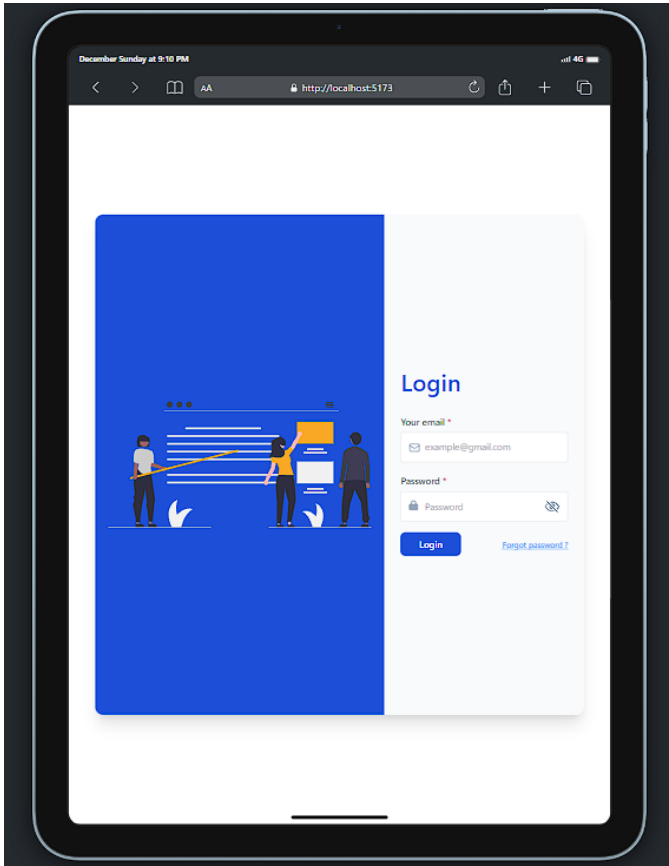 December Sunday at 9:10 PM
4G
AA
http://localhost:5173
Login
Your email *
example@gmail.com
Password *
Password
Login
Forgot password ?